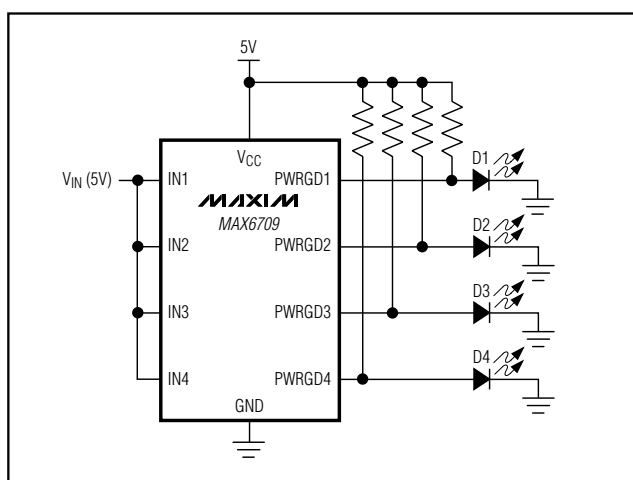 5V
VCC
VIN (5V)
IN1
MAXIM
PWRGD1
D1
MAX6709
IN2
PWRGD2
D2
IN3
PWRGD3
D3
IN4
PWRGD4
D4
GND